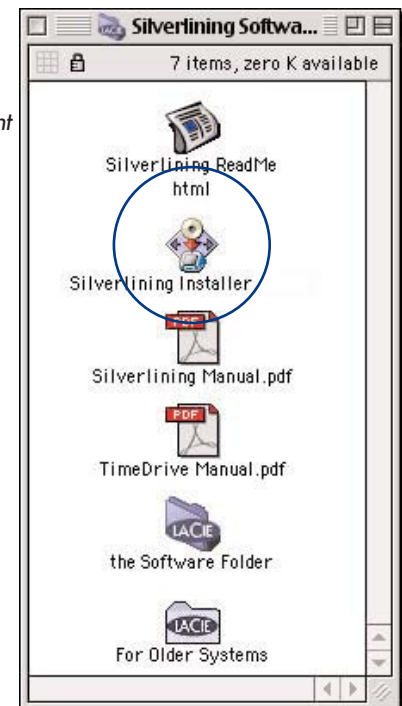 Silverlining Softwa...
7 items, zero K available
nt
Silverlining ReadMe
html
Silverlining Installer
PDF
Silverlining Manual.pdf
PDF
TimeDrive Manual.pdf
LACIE
the Software Folder
LACIE
For Older Systems